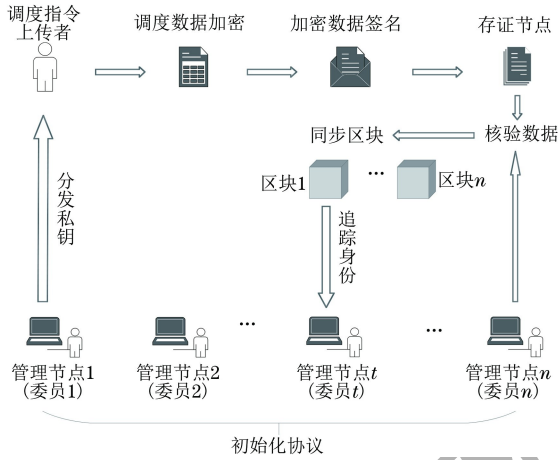 调度指令
上传者
调度数据加密
加密数据签名
存证节点
同步区块
核验数据
区块1
...
区块n
分发私钥
追踪身份
...
...
管理节点1
(委员1)
管理节点2
(委员2)
管理节点t
(委员t)
管理节点n
(委员n)
初始化协议